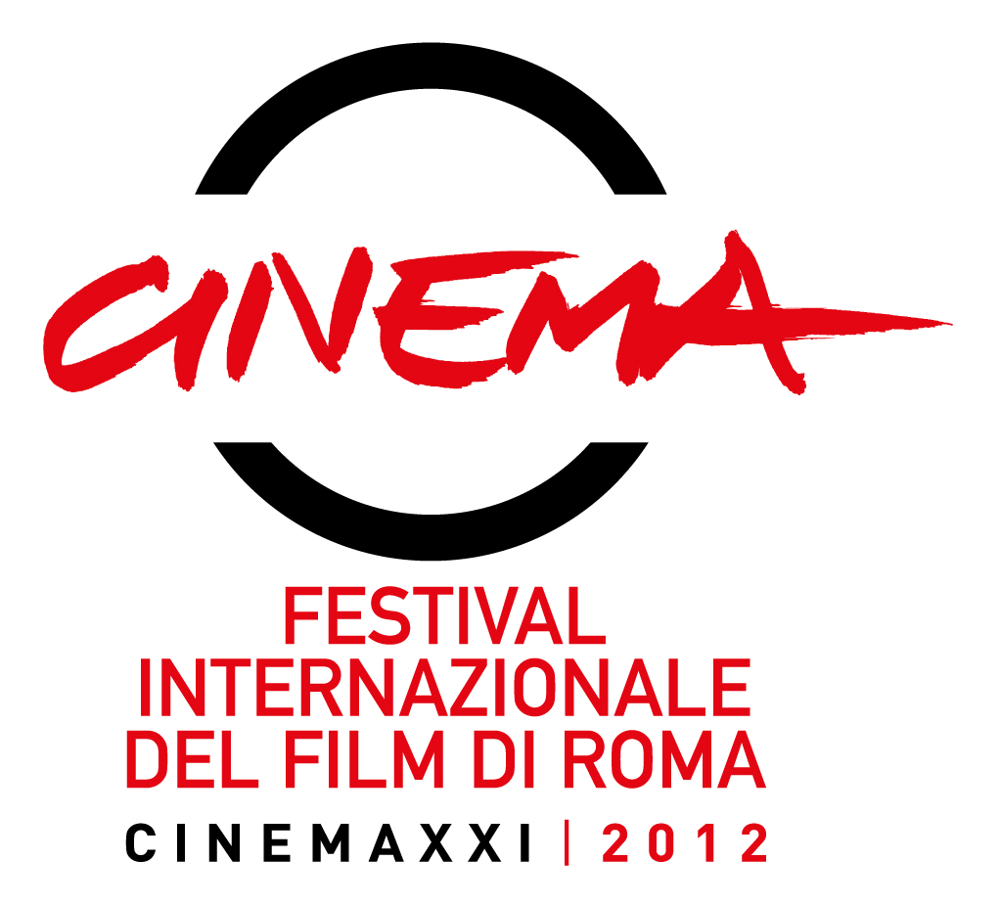 CINEMA
FESTIVAL
INTERNAZIONALE
DEL FILM DI ROMA
CINEMAXXI | 2012